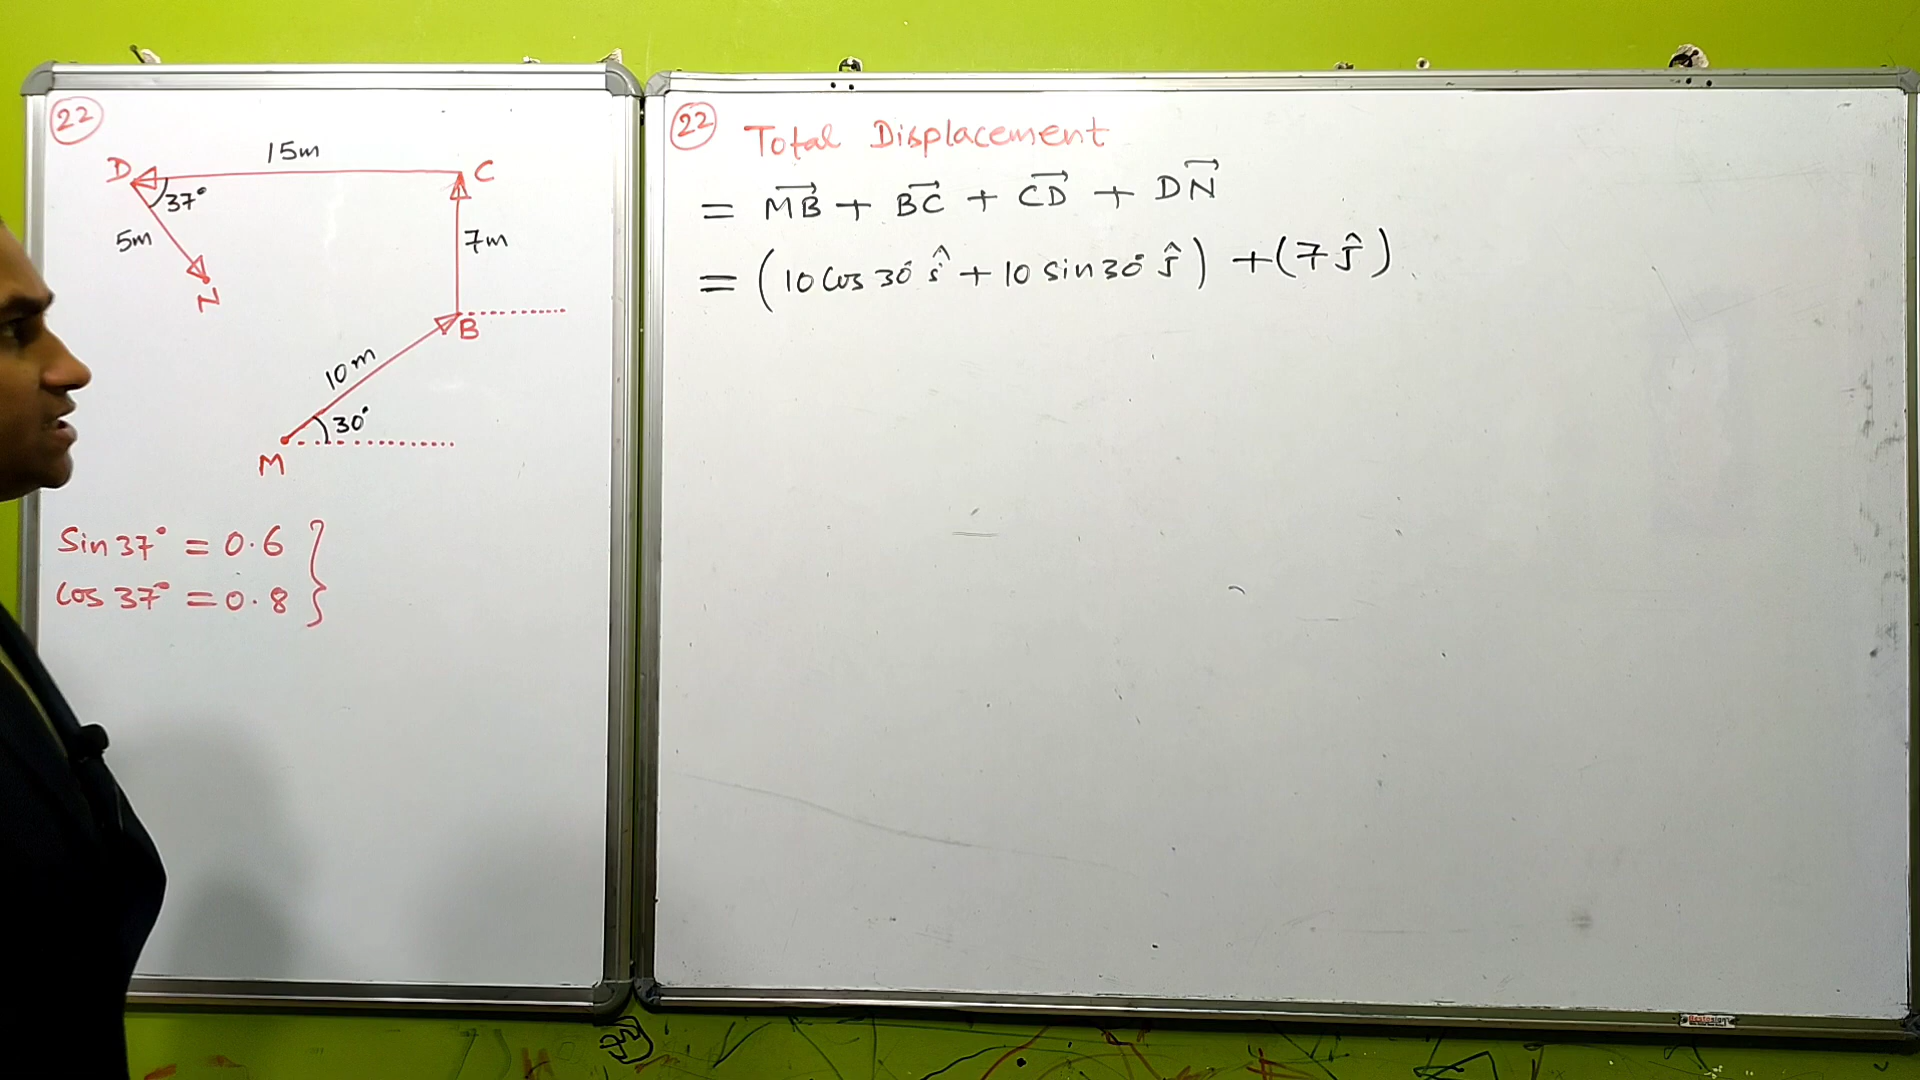 22
15m
D
C
37°
5m
7m
N
B
10m
30°
M
Sin 37° = 0.6
Cos 37° = 0.8
22 Total Displacement
= MB⃗ + BC⃗ + CD⃗ + DN⃗
= (10 Cos 30° î + 10 sin 30° ĵ) + (7 ĵ)